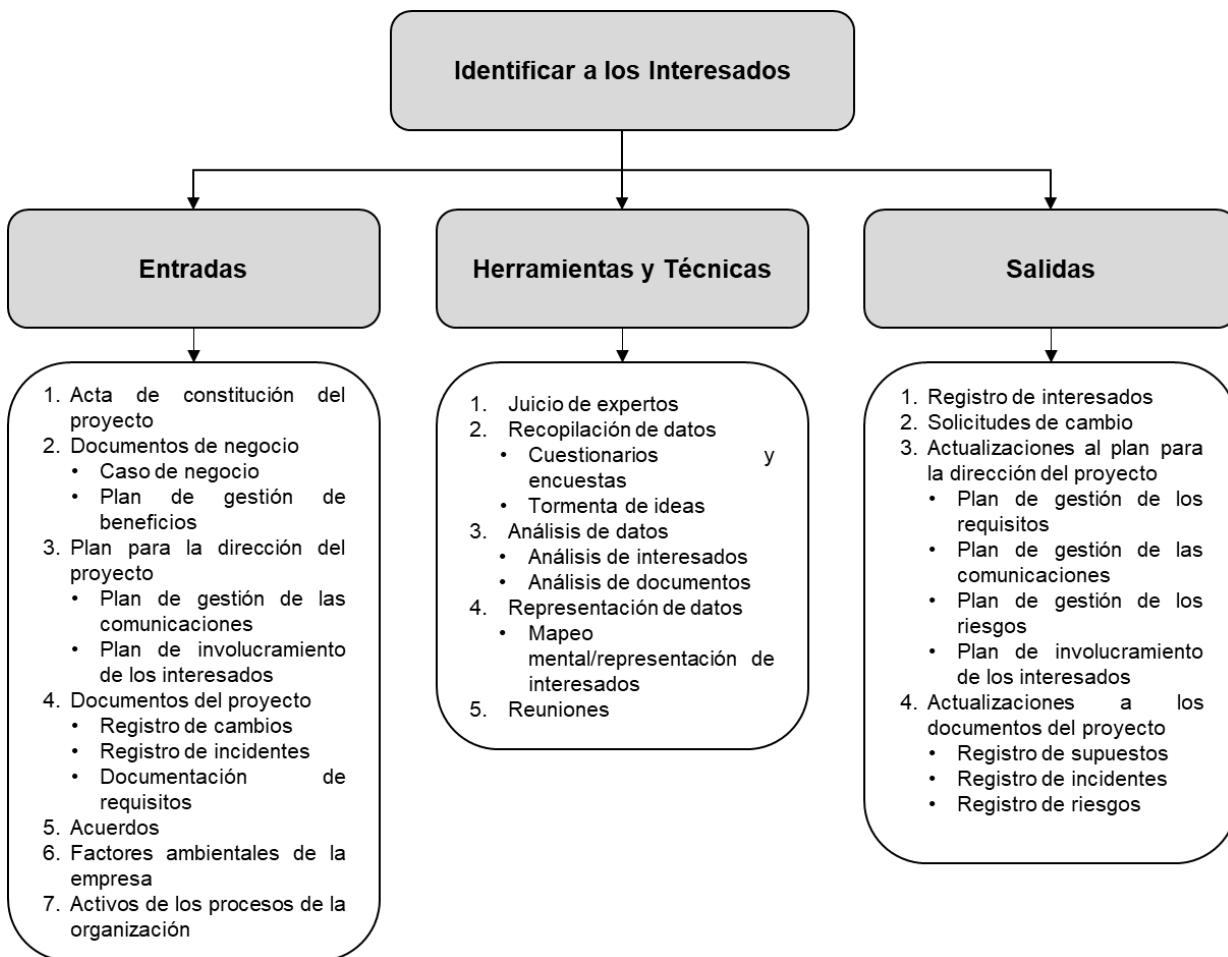 Identificar a los Interesados
Entradas
1. Acta de constitución del
proyecto
2. Documentos de negocio
• Caso de negocio
• Plan de gestión de
beneficios
3. Plan para la dirección del
proyecto
• Plan de gestión de las
comunicaciones
• Plan de involucramiento
de los interesados
4. Documentos del proyecto
• Registro de cambios
• Registro de incidentes
• Documentación de
requisitos
5. Acuerdos
6. Factores ambientales de la
empresa
7. Activos de los procesos de la
organización
Herramientas y Técnicas
1. Juicio de expertos
2. Recopilación de datos
• Cuestionarios y
encuestas
• Tormenta de ideas
3. Análisis de datos
• Análisis de interesados
• Análisis de documentos
4. Representación de datos
• Mapeo
mental/representación de
interesados
5. Reuniones
Salidas
1. Registro de interesados
2. Solicitudes de cambio
3. Actualizaciones al plan para
la dirección del proyecto
• Plan de gestión de los
requisitos
• Plan de gestión de las
comunicaciones
• Plan de gestión de los
riesgos
• Plan de involucramiento
de los interesados
4. Actualizaciones a los
documentos del proyecto
• Registro de supuestos
• Registro de incidentes
• Registro de riesgos